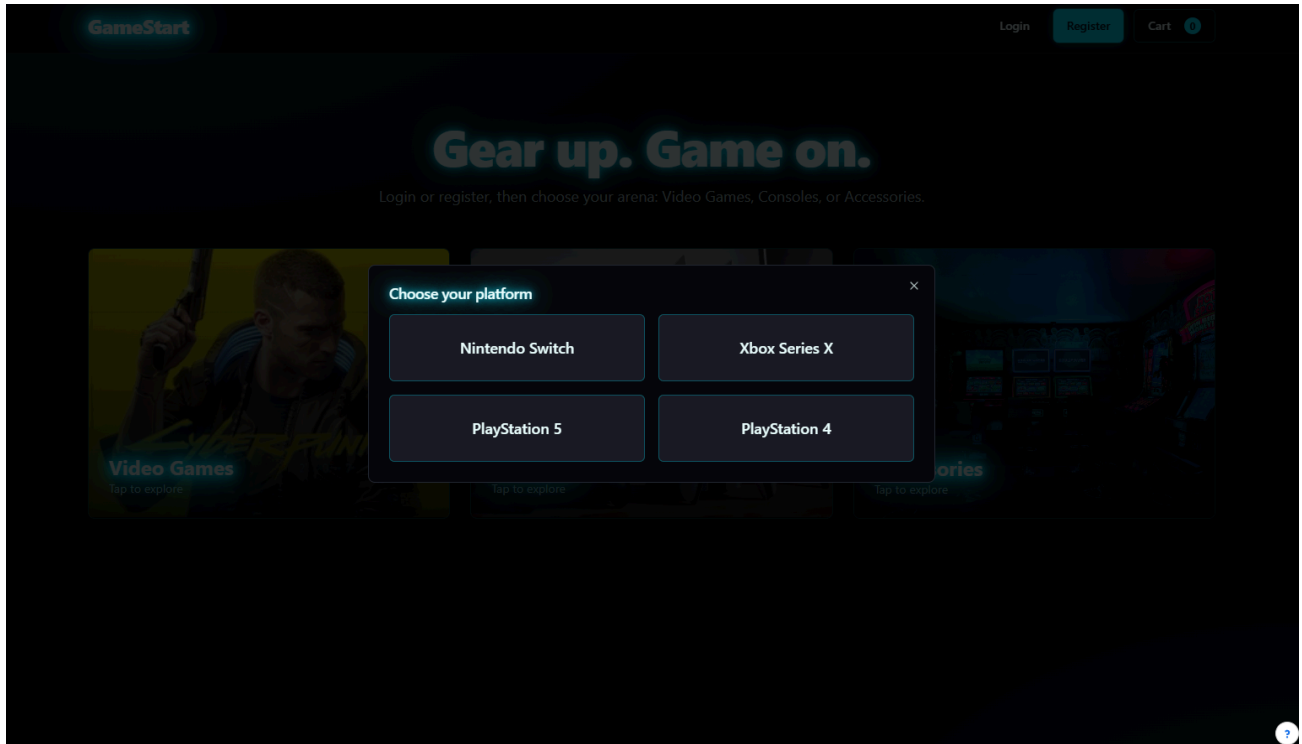 GameStart
Login Register Cart 0
Gear up. Game on.
Login or register, then choose your arena: Video Games, Consoles, or Accessories.
Choose your platform ×
Nintendo Switch Xbox Series X
PlayStation 5 PlayStation 4
Video Games ories
Tap to explore Tap to explore Tap to explore
?